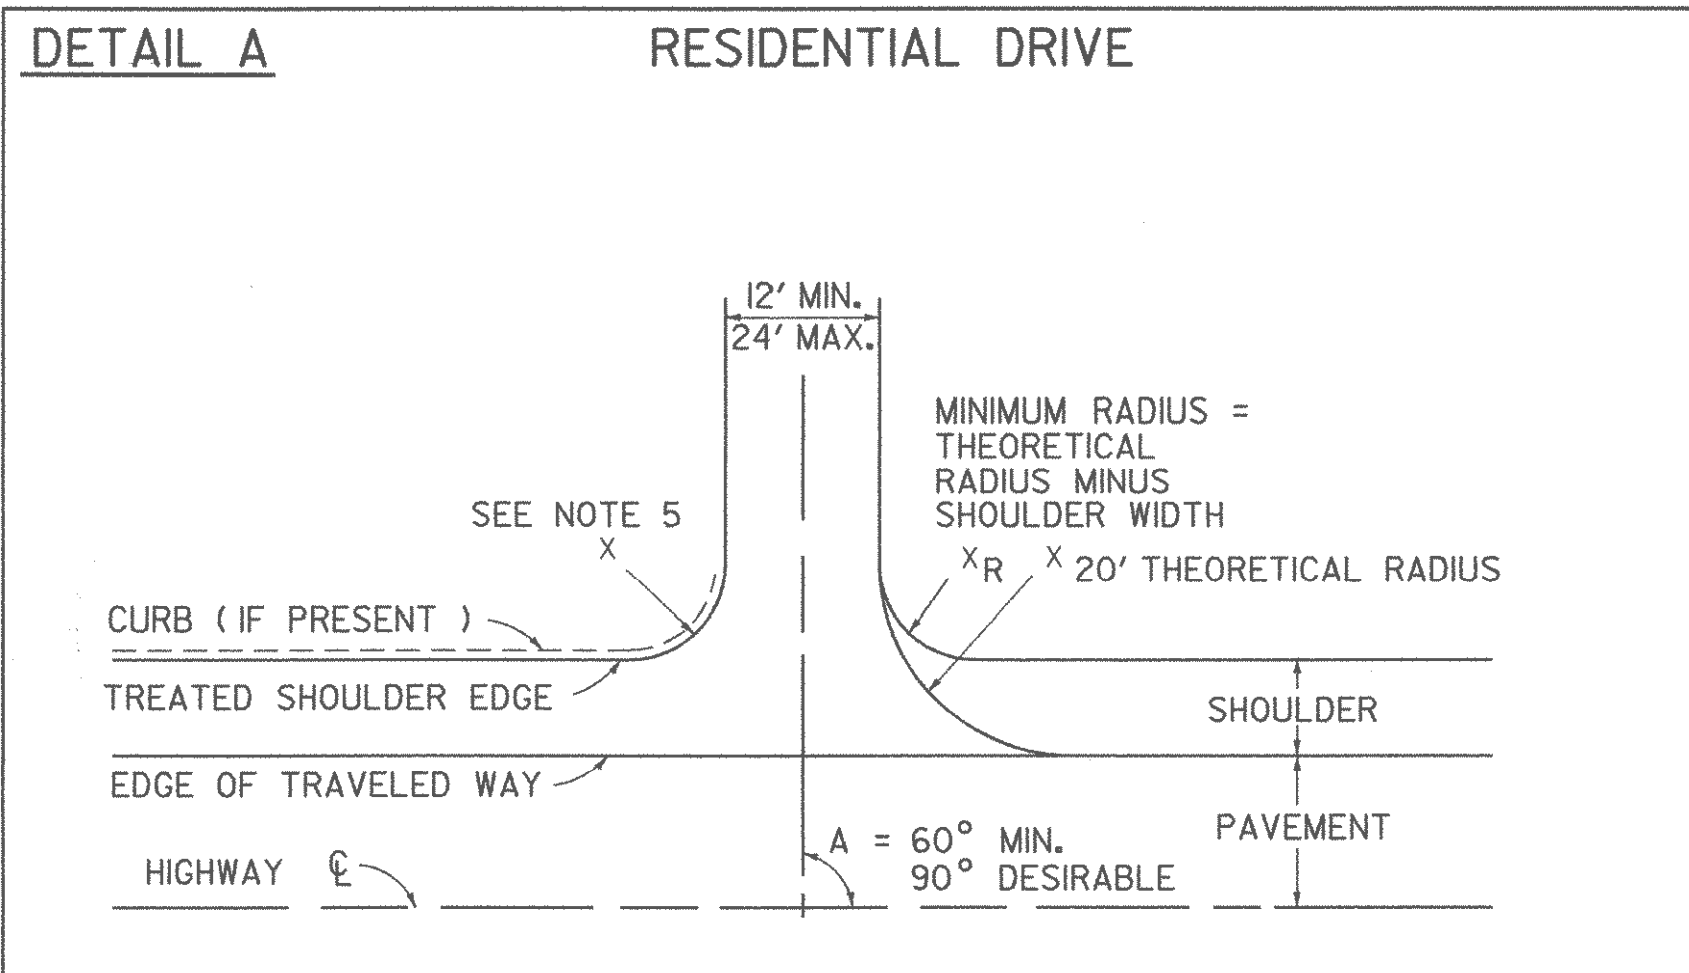 DETAIL A
RESIDENTIAL DRIVE
12' MIN.
24' MAX.
MINIMUM RADIUS =
THEORETICAL
RADIUS MINUS
SHOULDER WIDTH
SEE NOTE 5
X
X R
X 20' THEORETICAL RADIUS
CURB ( IF PRESENT )
TREATED SHOULDER EDGE
SHOULDER
EDGE OF TRAVELED WAY
PAVEMENT
A = 60° MIN.
90° DESIRABLE
HIGHWAY ℄